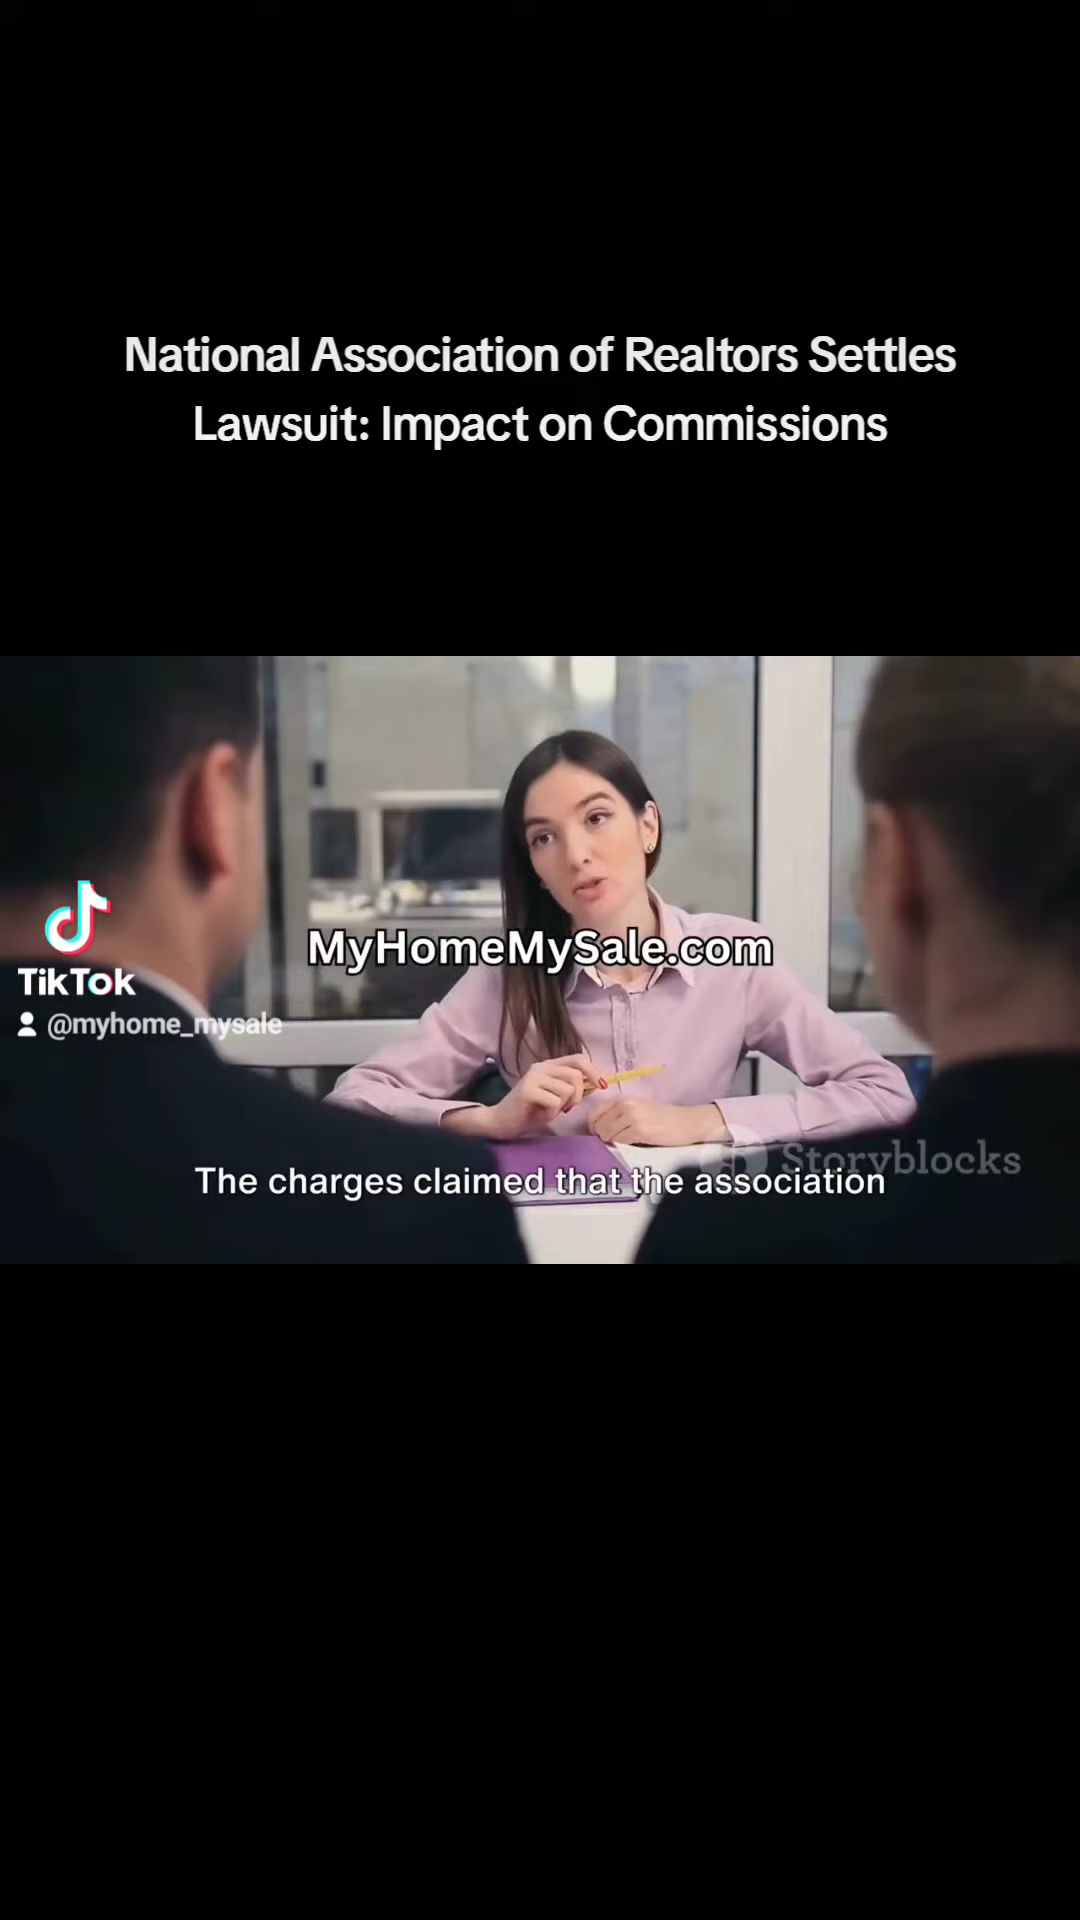 National Association of Realtors Settles
Lawsuit: Impact on Commissions
MyHomeMySale.com
TikTok
@myhome_mysale
Storyblocks
The charges claimed that the association